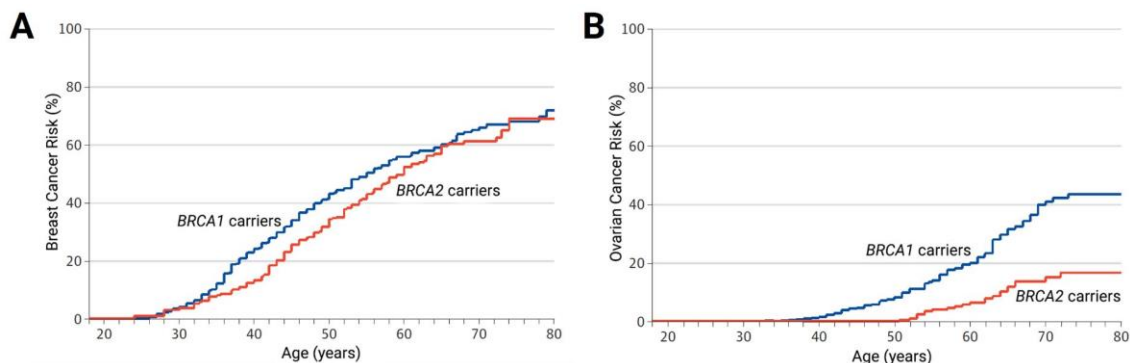 A
Breast Cancer Risk (%)
100
80
60
40
20
0
BRCA1 carriers
BRCA2 carriers
20 30 40 50 60 70 80
Age (years)
B
Ovarian Cancer Risk (%)
100
80
60
40
20
0
BRCA1 carriers
BRCA2 carriers
20 30 40 50 60 70 80
Age (years)